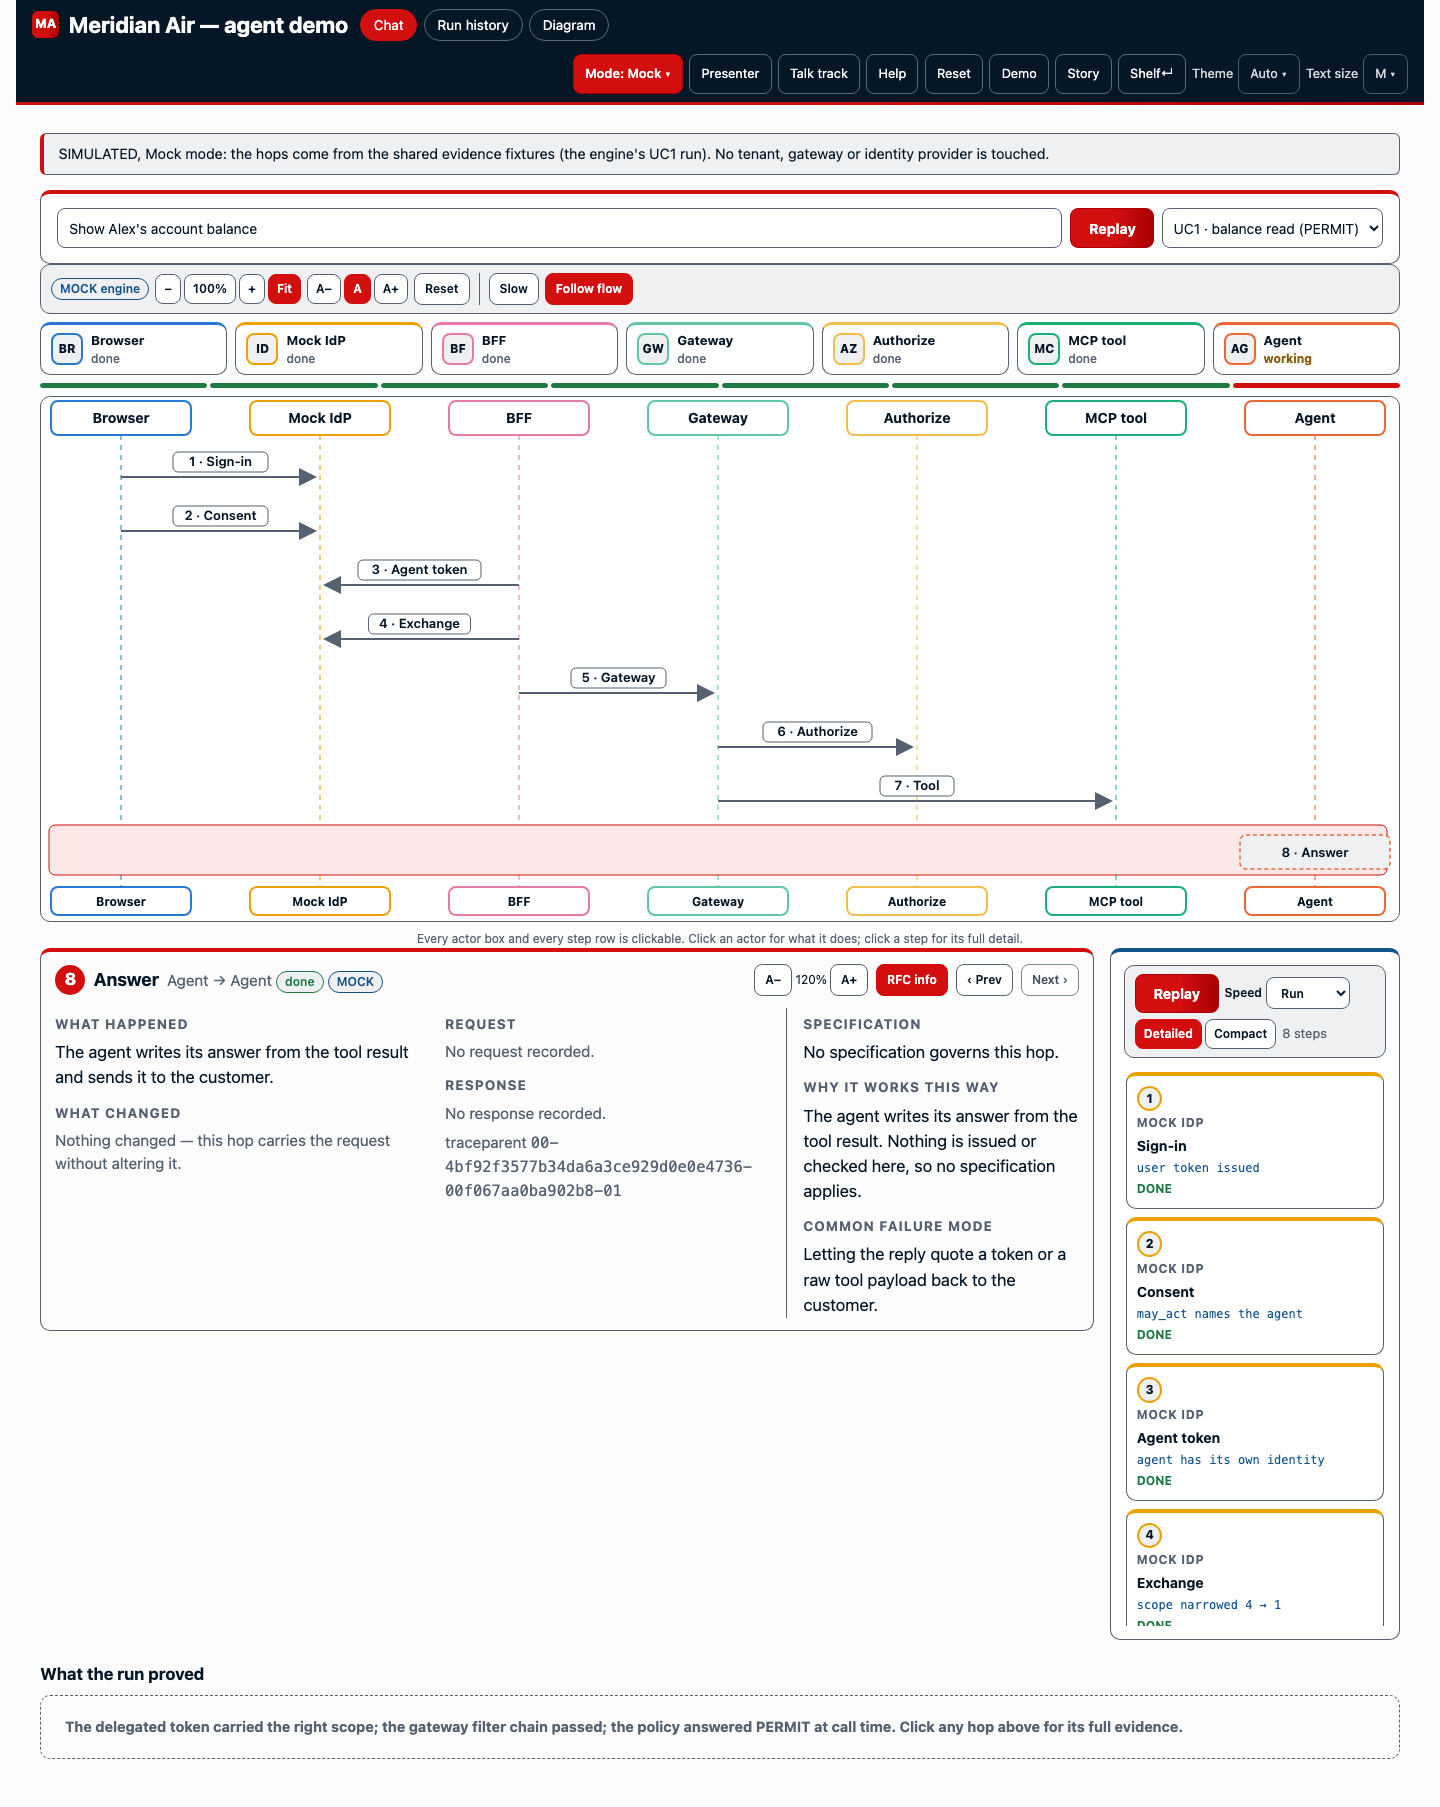 MA Meridian Air — agent demo Chat Run history Diagram
Mode: Mock ▾ Presenter Talk track Help Reset Demo Story Shelf↵ Theme Auto ▾ Text size M ▾
SIMULATED, Mock mode: the hops come from the shared evidence fixtures (the engine's UC1 run). No tenant, gateway or identity provider is touched.
Show Alex's account balance Replay UC1 · balance read (PERMIT)
MOCK engine − 100% + Fit A− A A+ Reset Slow Follow flow
BR Browser done
ID Mock IdP done
BF BFF done
GW Gateway done
AZ Authorize done
MC MCP tool done
AG Agent working
Browser Mock IdP BFF Gateway Authorize MCP tool Agent
1 · Sign-in
2 · Consent
3 · Agent token
4 · Exchange
5 · Gateway
6 · Authorize
7 · Tool
8 · Answer
Browser Mock IdP BFF Gateway Authorize MCP tool Agent
Every actor box and every step row is clickable. Click an actor for what it does; click a step for its full detail.
8 Answer Agent → Agent done MOCK A− 120% A+ RFC info ‹ Prev Next ›
WHAT HAPPENED
The agent writes its answer from the tool result
and sends it to the customer.
WHAT CHANGED
Nothing changed — this hop carries the request
without altering it.
REQUEST
No request recorded.
RESPONSE
No response recorded.
traceparent 00-
4bf92f3577b34da6a3ce929d0e0e4736-
00f067aa0ba902b8-01
SPECIFICATION
No specification governs this hop.
WHY IT WORKS THIS WAY
The agent writes its answer from the
tool result. Nothing is issued or
checked here, so no specification
applies.
COMMON FAILURE MODE
Letting the reply quote a token or a
raw tool payload back to the
customer.
Replay Speed Run
Detailed Compact 8 steps
1
MOCK IDP
Sign-in
user token issued
DONE
2
MOCK IDP
Consent
may_act names the agent
DONE
3
MOCK IDP
Agent token
agent has its own identity
DONE
4
MOCK IDP
Exchange
scope narrowed 4 → 1
DONE
What the run proved
The delegated token carried the right scope; the gateway filter chain passed; the policy answered PERMIT at call time. Click any hop above for its full evidence.